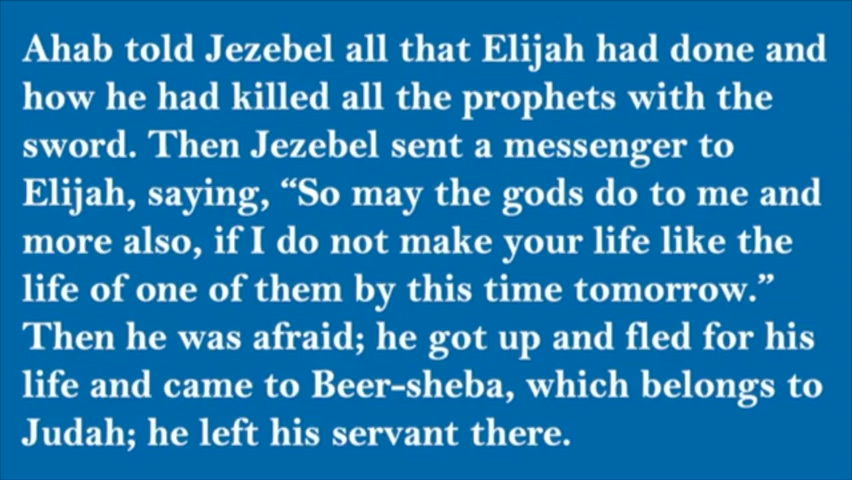 Ahab told Jezebel all that Elijah had done and
how he had killed all the prophets with the
sword. Then Jezebel sent a messenger to
Elijah, saying, “So may the gods do to me and
more also, if I do not make your life like the
life of one of them by this time tomorrow.”
Then he was afraid; he got up and fled for his
life and came to Beer-sheba, which belongs to
Judah; he left his servant there.